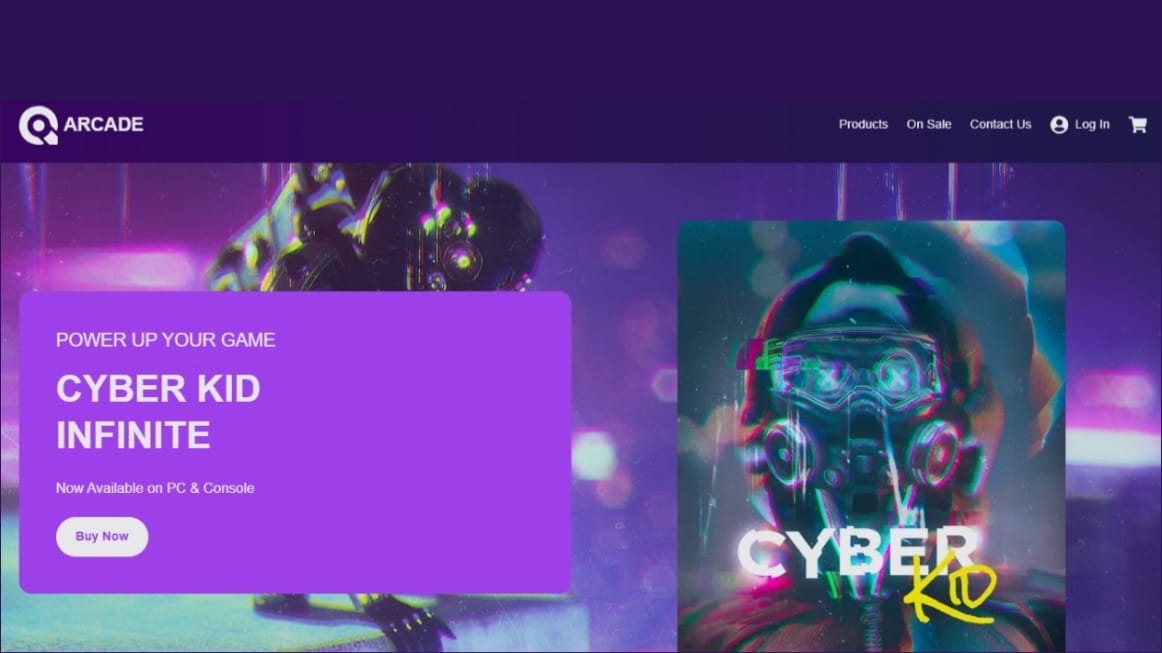 ARCADE
Products On Sale Contact Us Log In
POWER UP YOUR GAME
CYBER KID
INFINITE
Now Available on PC & Console
Buy Now
CYBER
KID